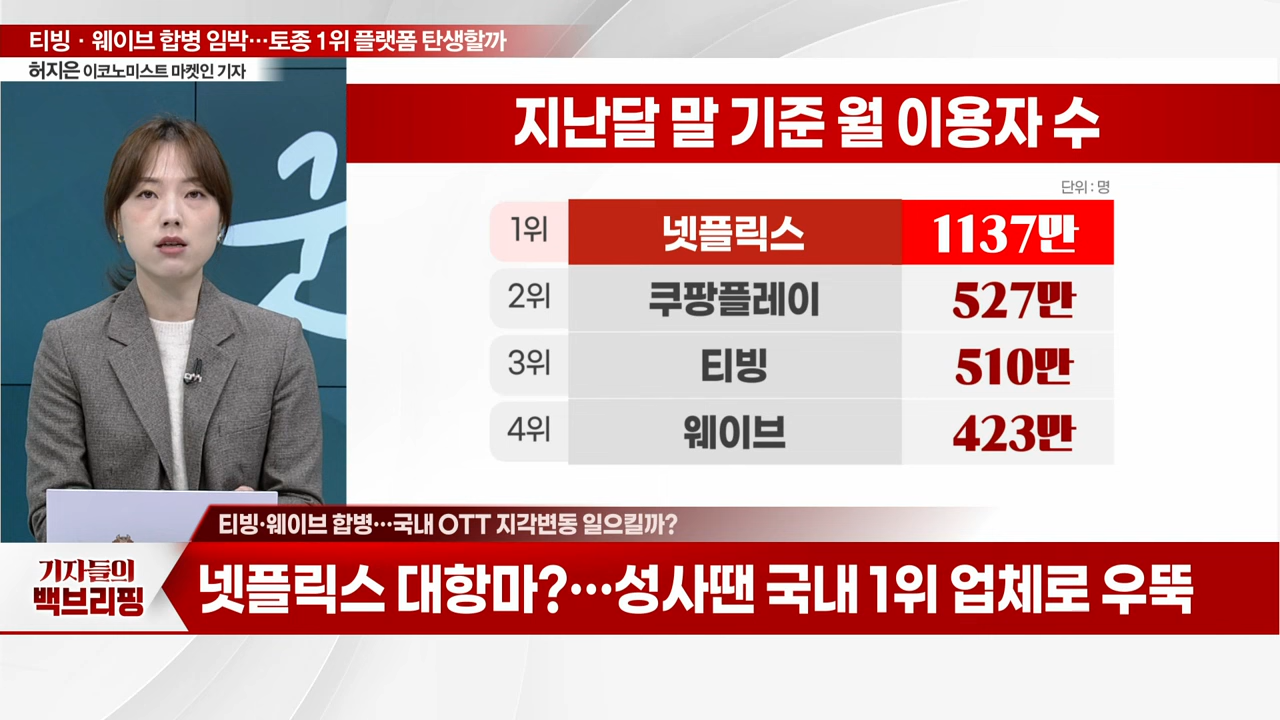 티빙·웨이브 합병 임박…토종 1위 플랫폼 탄생할까
허지은 이코노미스트 마켓인 기자
지난달 말 기준 월 이용자 수
단위 : 명
1위 넷플릭스 1137만
2위 쿠팡플레이 527만
3위 티빙 510만
4위 웨이브 423만
티빙·웨이브 합병…국내 OTT 지각변동 일으킬까?
기자들의
백브리핑
넷플릭스 대항마?…성사땐 국내 1위 업체로 우뚝